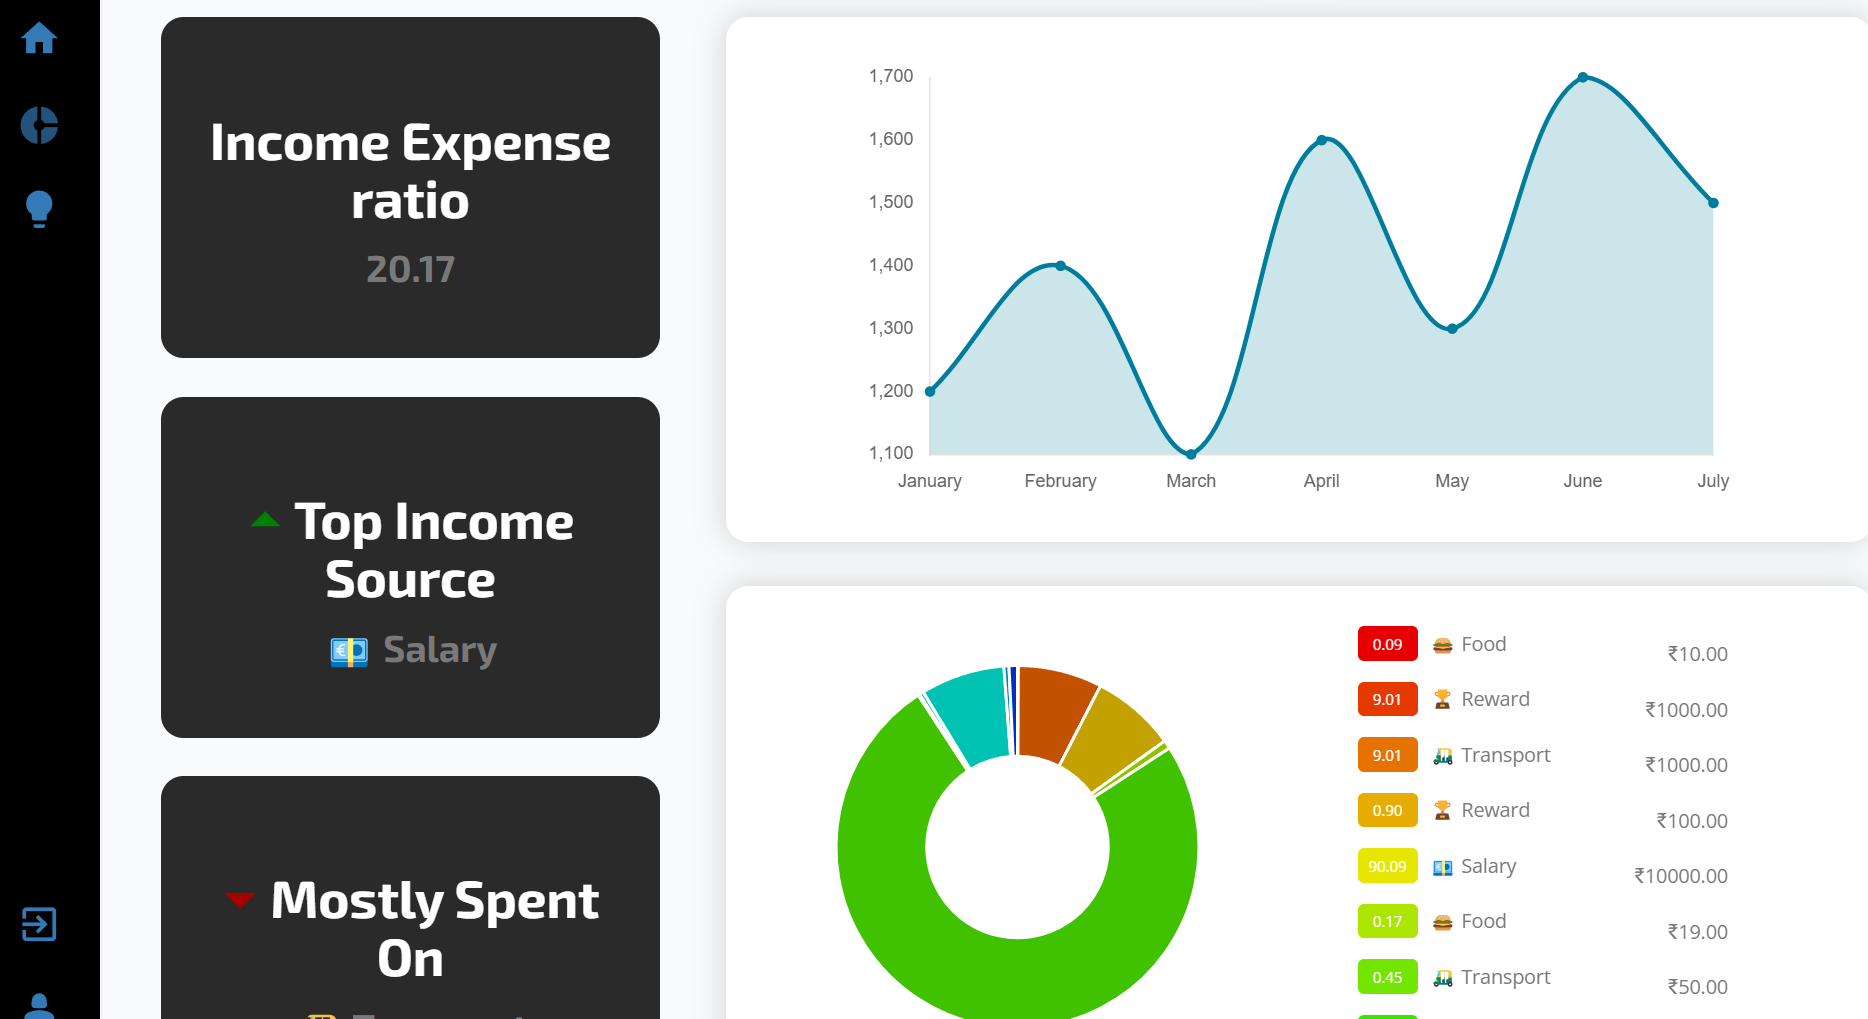 Income Expense
ratio
20.17
Top Income
Source
Salary
Mostly Spent
On
1,700
1,600
1,500
1,400
1,300
1,200
1,100
January February March April May June July
0.09 Food ₹10.00
9.01 Reward ₹1000.00
9.01 Transport ₹1000.00
0.90 Reward ₹100.00
90.09 Salary ₹10000.00
0.17 Food ₹19.00
0.45 Transport ₹50.00